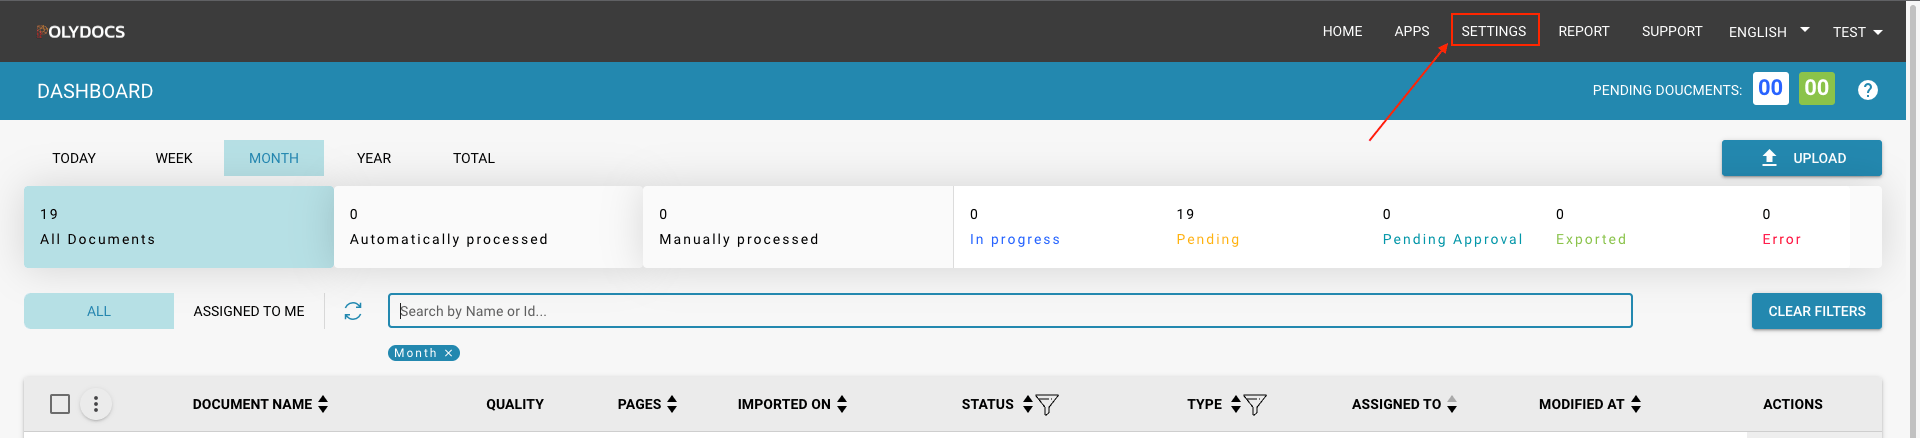 POLYDOCS
HOME APPS SETTINGS REPORT SUPPORT ENGLISH TEST
DASHBOARD
PENDING DOUCMENTS: 00 00 ?
TODAY WEEK MONTH YEAR TOTAL
UPLOAD
19 0 0 0 19 0 0 0
All Documents Automatically processed Manually processed In progress Pending Pending Approval Exported Error
ALL ASSIGNED TO ME Search by Name or Id... CLEAR FILTERS
Month ×
DOCUMENT NAME QUALITY PAGES IMPORTED ON STATUS TYPE ASSIGNED TO MODIFIED AT ACTIONS